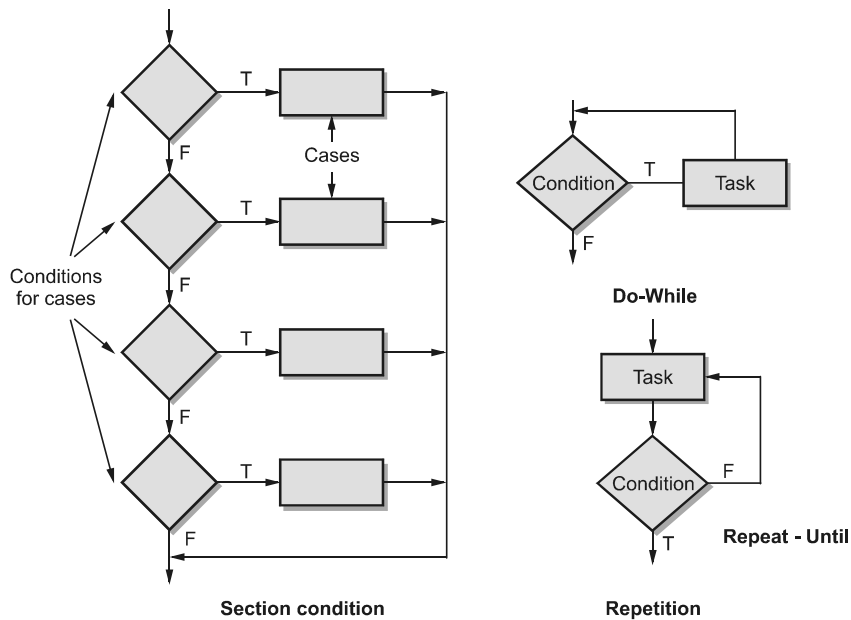 T
F
Cases
T
F
Conditions
for cases
T
F
T
F
Section condition
Condition
T
Task
F
Do-While
Task
Condition
F
T
Repeat - Until
Repetition